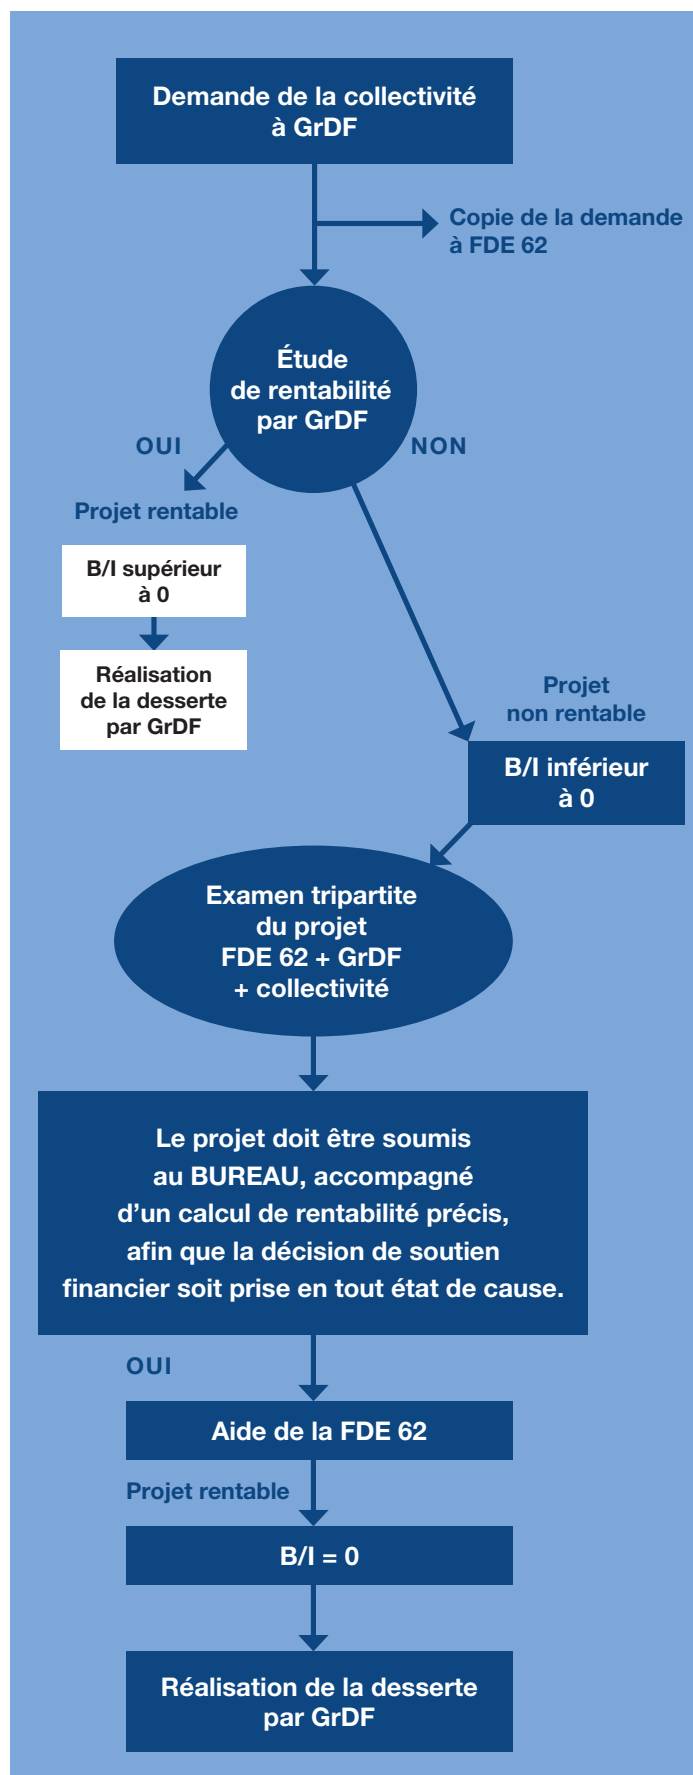 Demande de la collectivité
à GrDF
Copie de la demande
à FDE 62
Étude
de rentabilité
par GrDF
OUI
NON
Projet rentable
B/I supérieur
à 0
Réalisation
de la desserte
par GrDF
Projet
non rentable
B/I inférieur
à 0
Examen tripartite
du projet
FDE 62 + GrDF
+ collectivité
Le projet doit être soumis
au BUREAU, accompagné
d’un calcul de rentabilité précis,
afin que la décision de soutien
financier soit prise en tout état de cause.
OUI
Aide de la FDE 62
Projet rentable
B/I = 0
Réalisation de la desserte
par GrDF